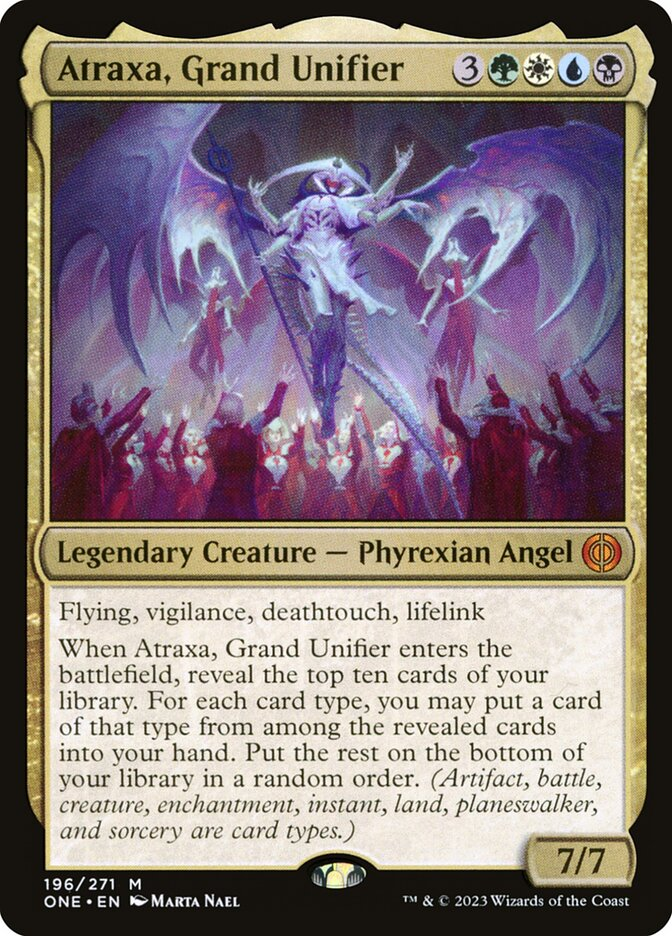 Atraxa, Grand Unifier 3
Legendary Creature — Phyrexian Angel
Flying, vigilance, deathtouch, lifelink
When Atraxa, Grand Unifier enters the
battlefield, reveal the top ten cards of your
library. For each card type, you may put a card
of that type from among the revealed cards
into your hand. Put the rest on the bottom of
your library in a random order. (Artifact, battle,
creature, enchantment, instant, land, planeswalker,
and sorcery are card types.)
7/7
196/271 M
ONE • EN Marta Nael
™ & © 2023 Wizards of the Coast